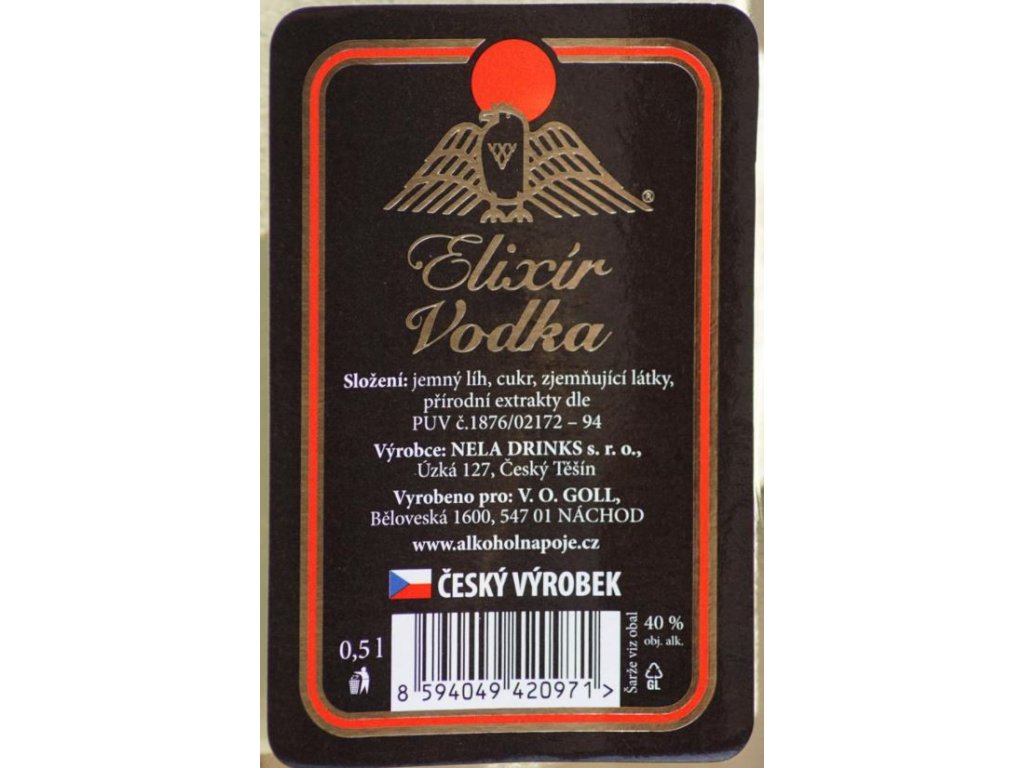 ®
Elixír
Vodka
Složení: jemný líh, cukr, zjemňující látky,
přírodní extrakty dle
PUV č.1876/02172 – 94
Výrobce: NELA DRINKS s. r. o.,
Úzká 127, Český Těšín
Vyrobeno pro: V. O. GOLL,
Běloveská 1600, 547 01 NÁCHOD
www.alkoholnapoje.cz
ČESKÝ VÝROBEK
0,5 l
8 594049 420971 >
Šarže viz obal
40 %
obj. alk.
GL